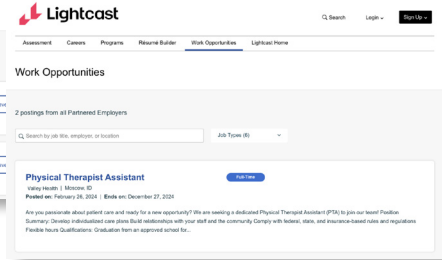 Lightcast
Search Login Sign Up
Assessment Careers Programs Résumé Builder Work Opportunities Lightcast Home
Work Opportunities
2 postings from all Partnered Employers
Search by job title, employer, or location
Job Types (6)
Physical Therapist Assistant Full-Time
Valley Health | Moscow, ID
Posted on: February 26, 2024 | Ends on: December 27, 2024
Are you passionate about patient care and ready for a new opportunity? We are seeking a dedicated Physical Therapist Assistant (PTA) to join our team! Position
Summary: Develop individualized care plans Build relationships with your staff and the community Comply with federal, state, and insurance-based rules and regulations
Flexible hours Qualifications: Graduation from an approved school for...